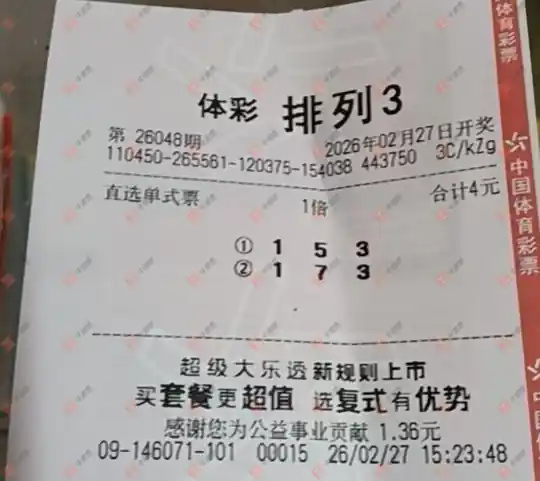 体彩 排列3
第 26048期 2026年02月27日开奖
110450-265561-120375-154038 443750 3C/kZg
直选单式票 1倍 合计4元
① 1 5 3
② 1 7 3
超级大乐透新规则上市
买套餐更超值 选复式有优势
感谢您为公益事业贡献 1.36元
09-146071-101 00015 26/02/27 15:23:48
体育彩票
中国体育彩票
中国体